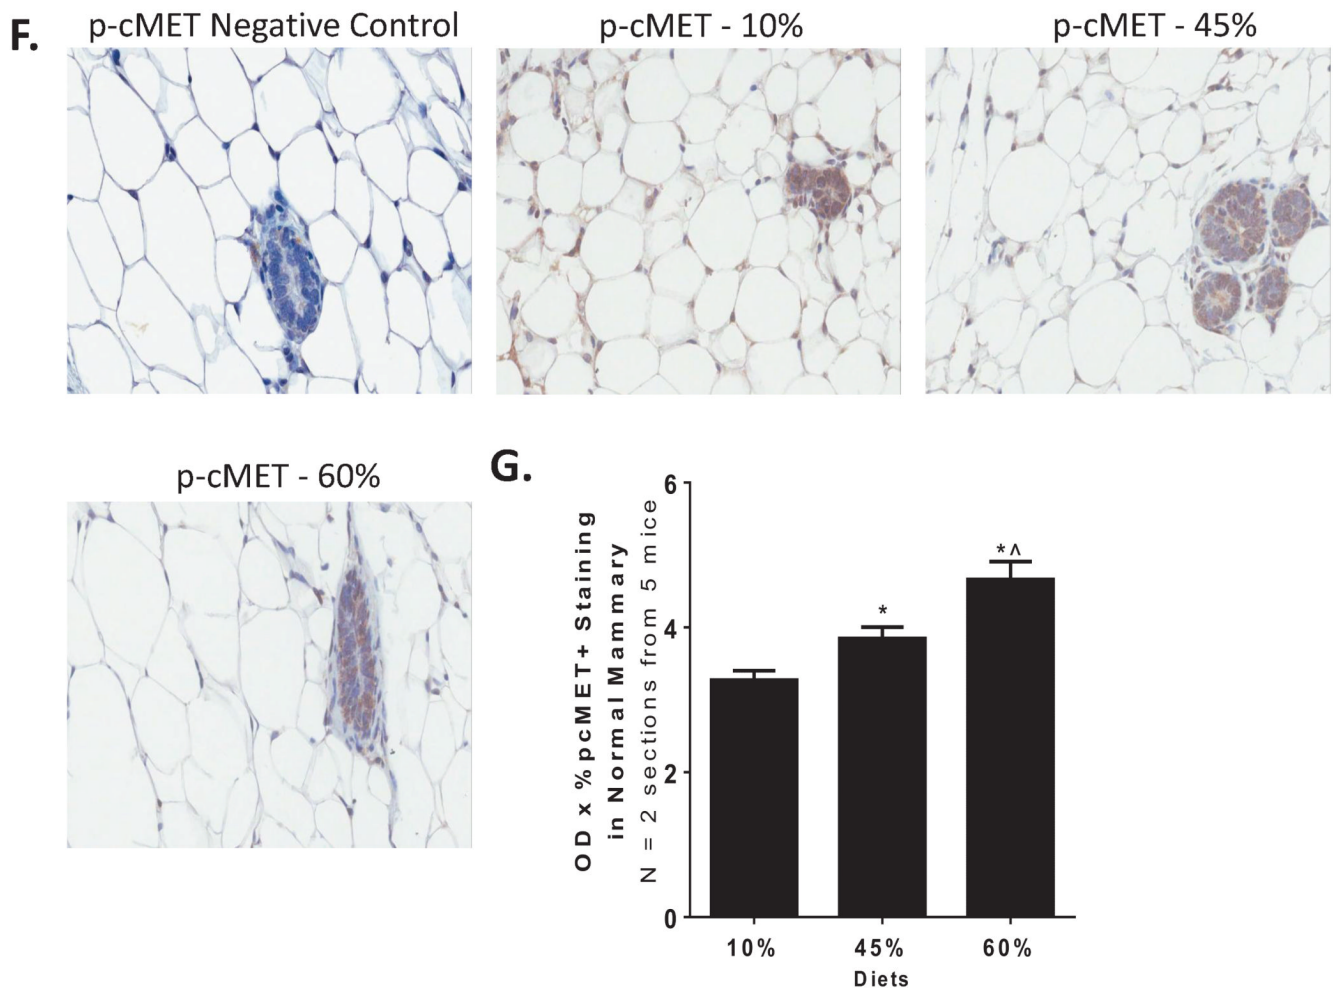 F.
p-cMET Negative Control
p-cMET - 10%
p-cMET - 45%
p-cMET - 60%
G.
OD x %pcMET+ Staining
in Normal Mammary
N = 2 sections from 5 mice
6
4
2
0
*
*^
10%
45%
60%
Diets